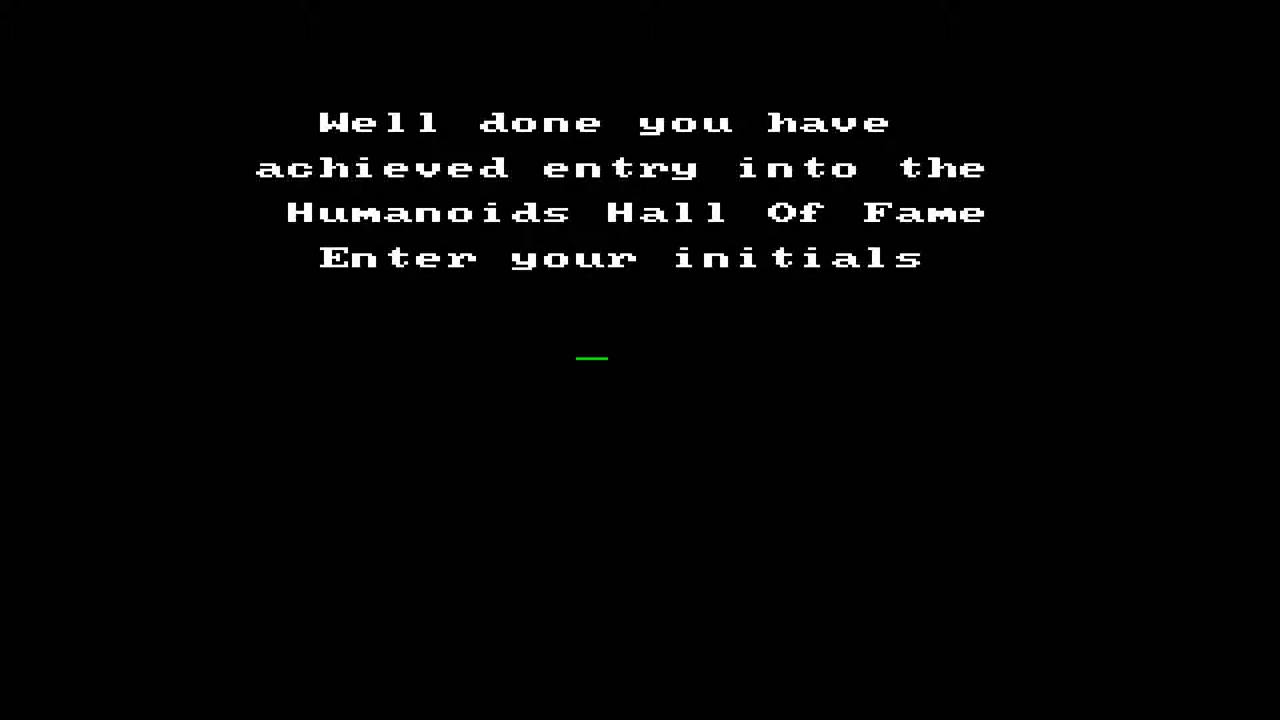 Well done you have
achieved entry into the
Humanoids Hall Of Fame
Enter your initials